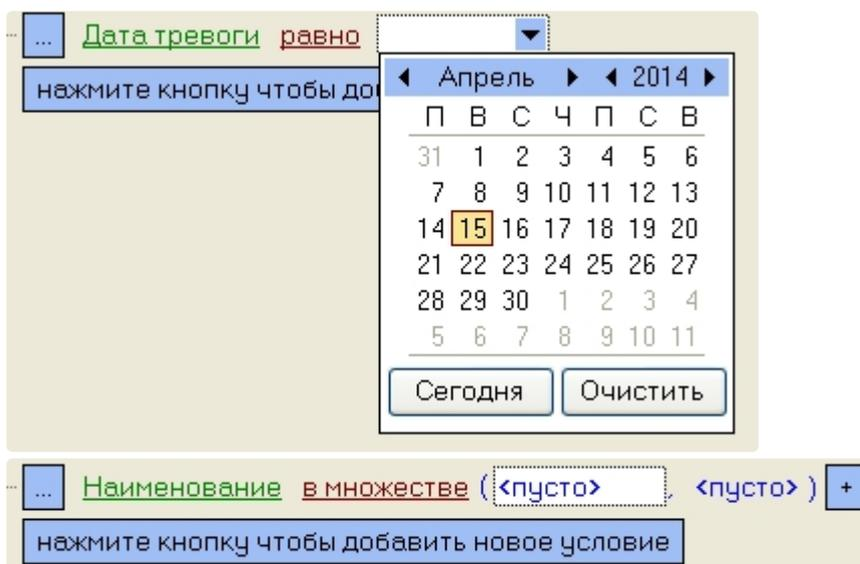 ... Дата тревоги равно
нажмите кнопку чтобы до
Апрель 2014
П В С Ч П С В
31 1 2 3 4 5 6
7 8 9 10 11 12 13
14 15 16 17 18 19 20
21 22 23 24 25 26 27
28 29 30 1 2 3 4
5 6 7 8 9 10 11
Сегодня Очистить
... Наименование в множестве ( <пусто> , <пусто> ) +
нажмите кнопку чтобы добавить новое условие